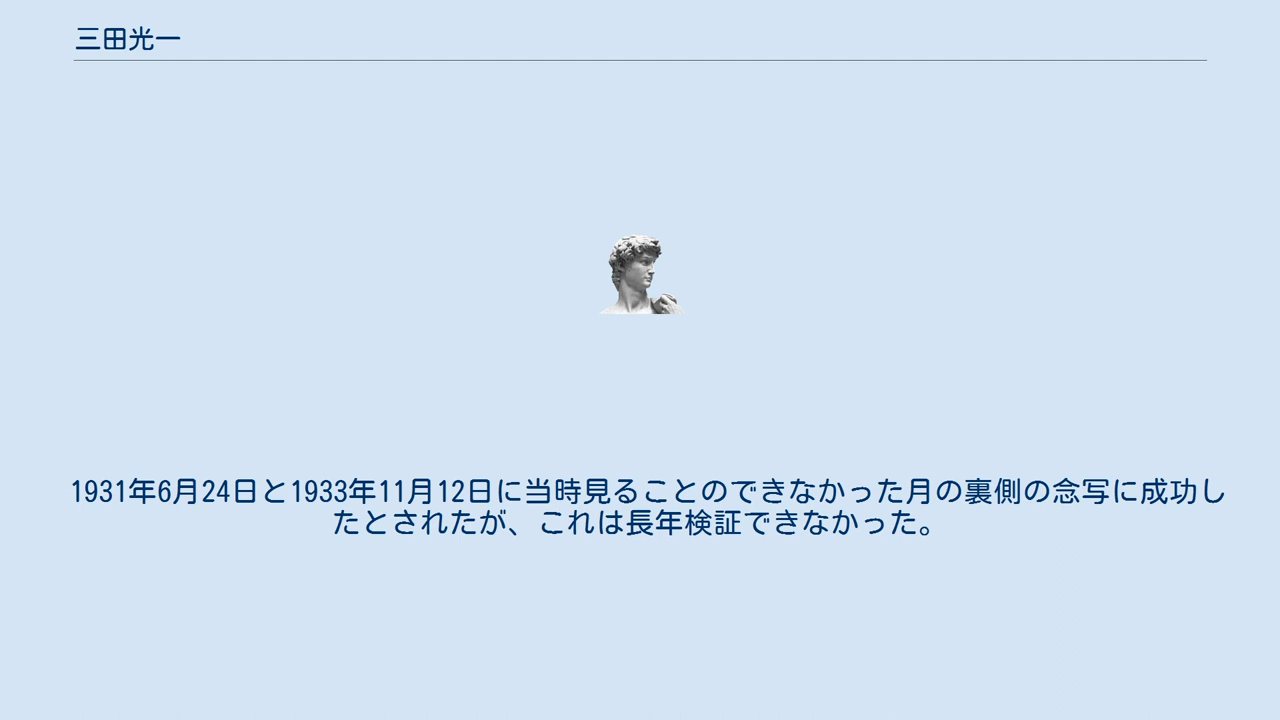 三田光一
1931年6月24日と1933年11月12日に当時見ることのできなかった月の裏側の念写に成功し
たとされたが、これは長年検証できなかった。